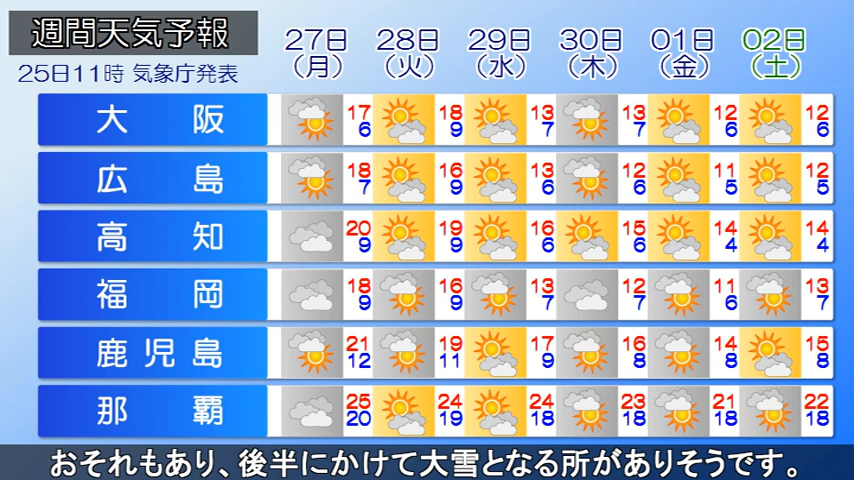 週間天気予報
25日11時 気象庁発表
27日 28日 29日 30日 01日 02日
(月) (火) (水) (木) (金) (土)
大阪 17 18 13 13 12 12
6 9 7 7 6 6
広島 18 16 13 12 11 12
7 9 6 6 5 5
高知 20 19 16 15 14 14
9 9 6 6 4 4
福岡 18 16 13 12 11 13
9 9 7 7 6 7
鹿児島 21 19 17 16 14 15
12 11 9 8 8 8
那覇 25 24 24 23 21 22
20 19 18 18 18 18
おそれもあり、後半にかけて大雪となる所がありそうです。